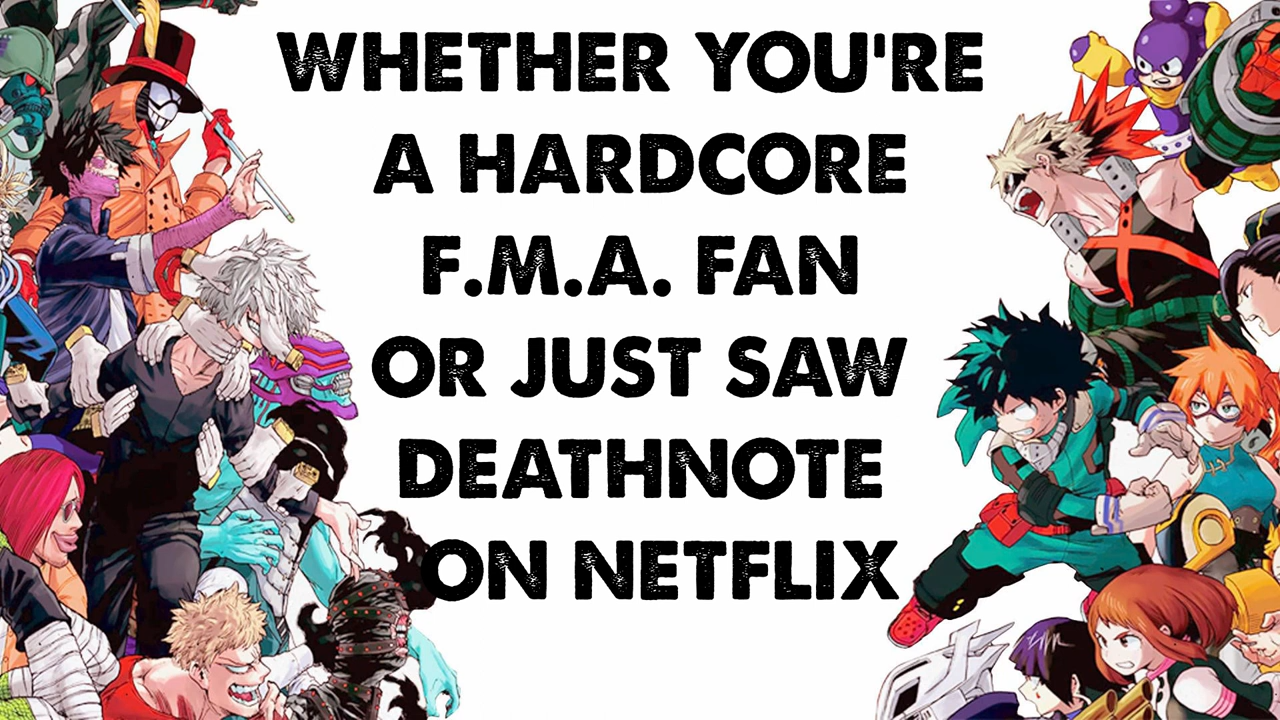 WHETHER YOU'RE
A HARDCORE
F.M.A. FAN
OR JUST SAW
DEATHNOTE
ON NETFLIX